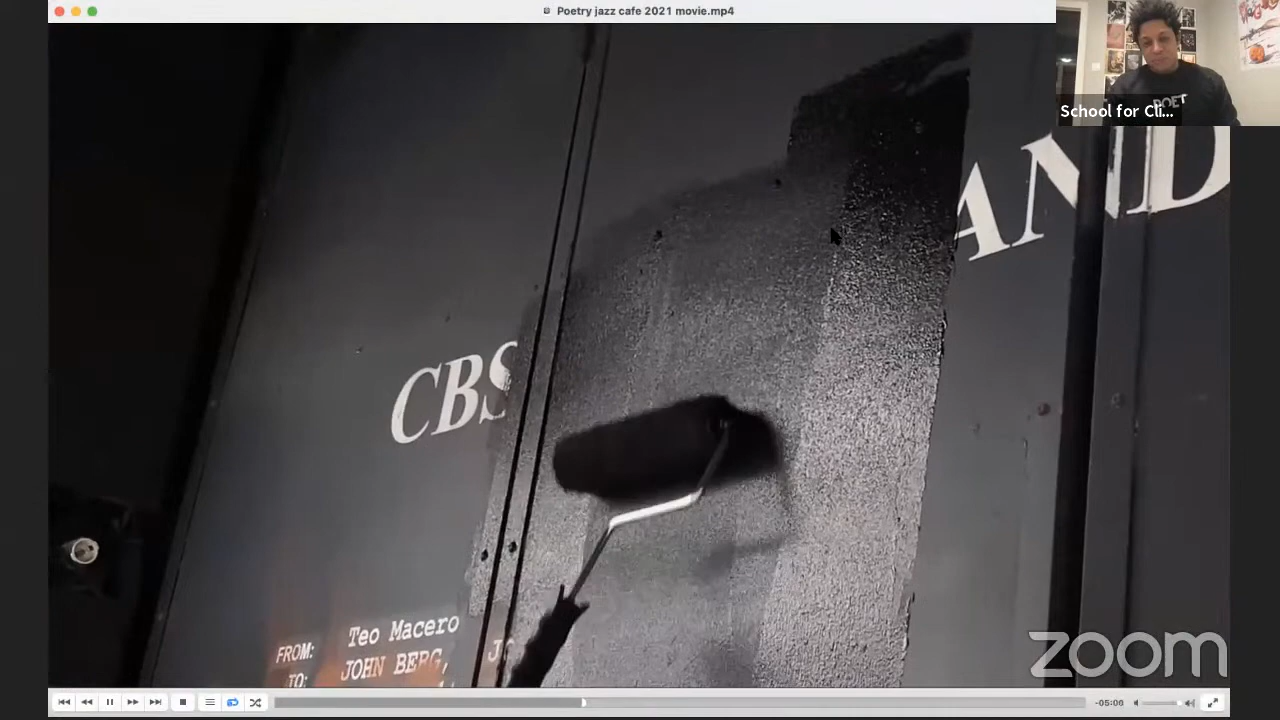 Poetry jazz cafe 2021 movie.mp4
POET
School for Cli...
AND
CBS
FROM: Teo Macero
TO: JOHN BERG,
-05:06
zoom